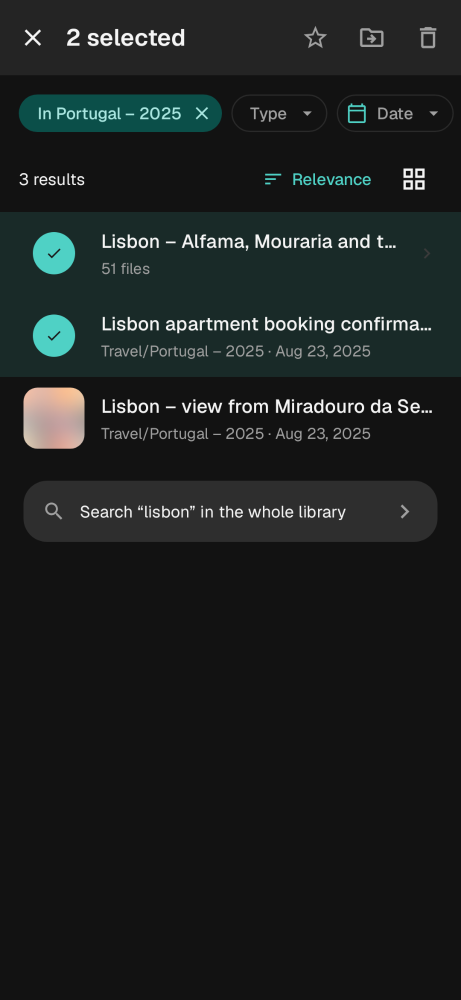 2 selected
In Portugal – 2025
Type
Date
3 results
Relevance
Lisbon – Alfama, Mouraria and t…
51 files
Lisbon apartment booking confirma…
Travel/Portugal – 2025 · Aug 23, 2025
Lisbon – view from Miradouro da Se…
Travel/Portugal – 2025 · Aug 23, 2025
Search “lisbon” in the whole library